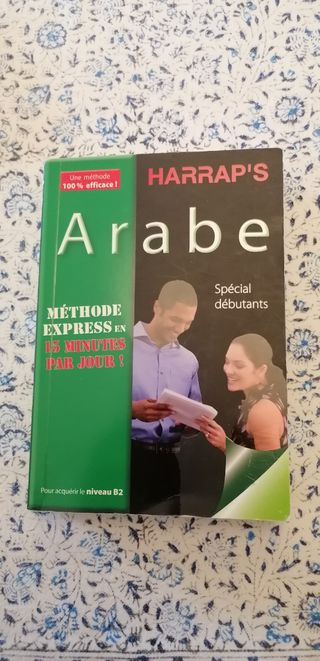 Une méthode
100 % efficace !
HARRAP'S
Arabe
Spécial
débutants
MÉTHODE
EXPRESS EN
15 MINUTES
PAR JOUR !
Pour acquérir le niveau B2